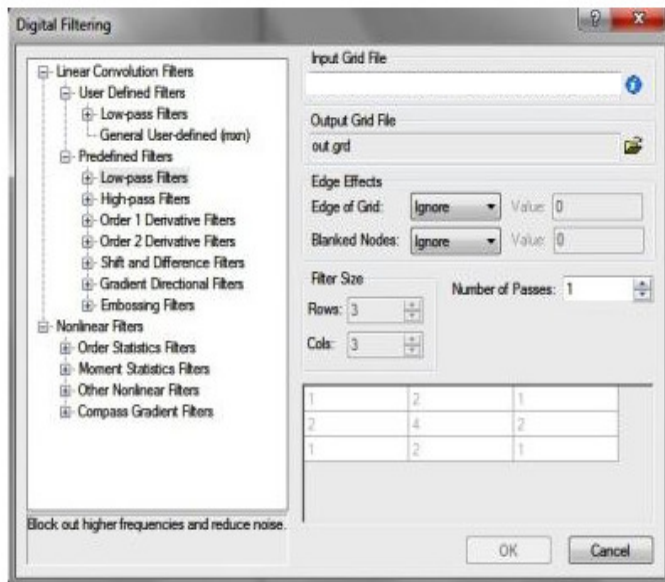 Digital Filtering
Linear Convolution Filters
User Defined Filters
Low-pass Filters
General User-defined (mxn)
Predefined Filters
Low-pass Filters
High-pass Filters
Order 1 Derivative Filters
Order 2 Derivative Filters
Shift and Difference Filters
Gradient Directional Filters
Embossing Filters
Nonlinear Filters
Order Statistics Filters
Moment Statistics Filters
Other Nonlinear Filters
Compass Gradient Filters
Block out higher frequencies and reduce noise.
Input Grid File
Output Grid File
out.grd
Edge Effects
Edge of Grid: Ignore Value: 0
Blanked Nodes: Ignore Value: 0
Filter Size
Rows: 3
Cols: 3
Number of Passes: 1
1 2 1
2 4 2
1 2 1
OK Cancel